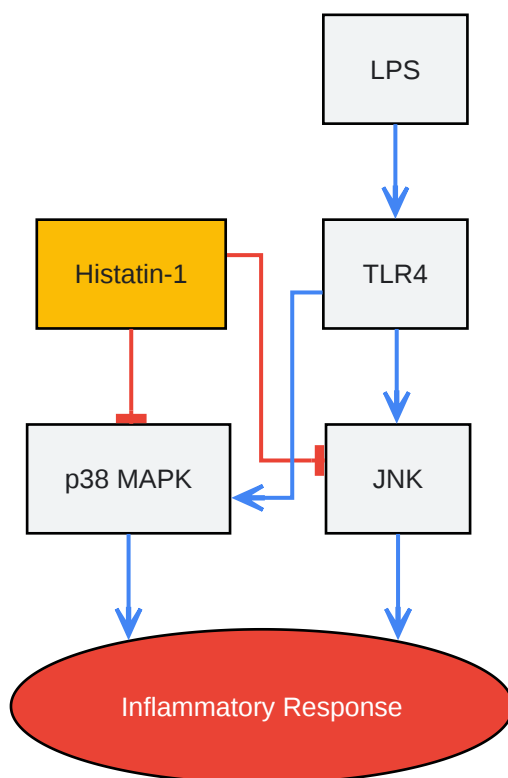 LPS
Histatin-1
TLR4
p38 MAPK
JNK
Inflammatory Response